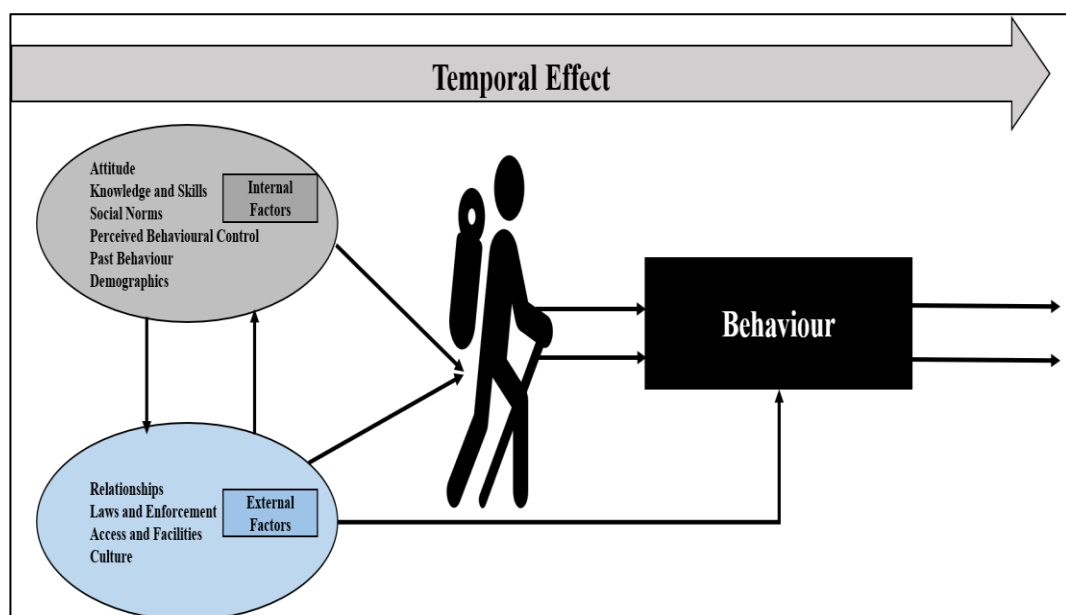 Temporal Effect
Attitude
Knowledge and Skills
Social Norms
Perceived Behavioural Control
Past Behaviour
Demographics
Internal
Factors
Behaviour
Relationships
Laws and Enforcement
Access and Facilities
Culture
External
Factors